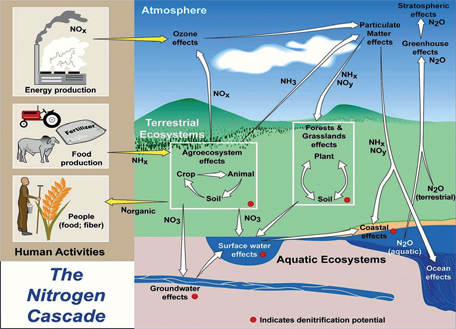 Atmosphere
Stratospheric
effects
N2O
Greenhouse
effects
N2O
NOx
Ozone
effects
Particulate
Matter
effects
Energy production
NH3
NHx
NOy
NOx
Fertilizer
Terrestrial
Ecosystems
Food
production
NHx
Agroecosystem
effects
Crop
Animal
Soil
Forests &
Grasslands
effects
Plant
Soil
NHx
NOy
N2O
(terrestrial)
People
(food; fiber)
Norganic
NO3
NO3
Human Activities
Surface water
effects
Coastal
effects
N2O
(aquatic)
Aquatic Ecosystems
Ocean
effects
Groundwater
effects
The
Nitrogen
Cascade
Indicates denitrification potential